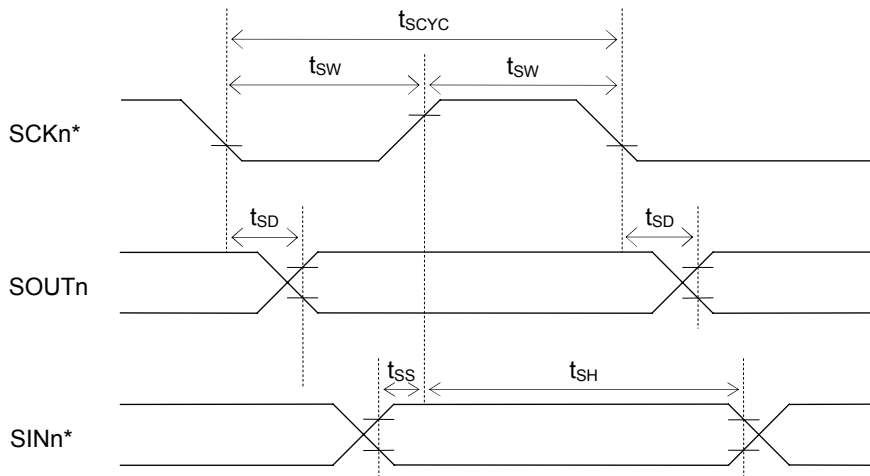 tSCYC
tSW tSW
SCKn*
tSD tSD
SOUTn
tSS tSH
SINn*